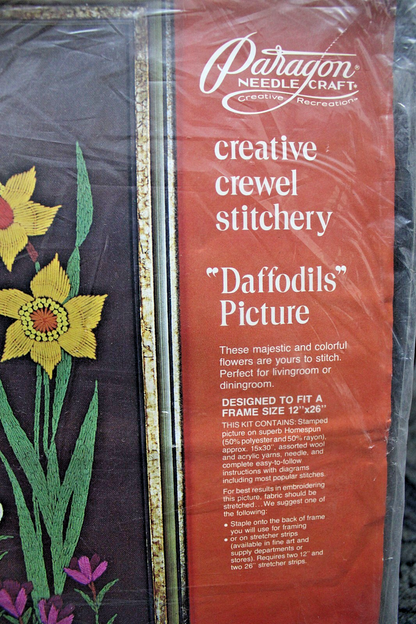 Paragon®
NEEDLE CRAFT®
Creative Recreation®
creative
crewel
stitchery
"Daffodils"
Picture
These majestic and colorful
flowers are yours to stitch.
Perfect for livingroom or
diningroom.
DESIGNED TO FIT A
FRAME SIZE 12"x26"
THIS KIT CONTAINS: Stamped
picture on superb Homespun
(50% polyester and 50% rayon),
approx. 15x30", assorted wool
and acrylic yarns, needle, and
complete easy-to-follow
instructions with diagrams
including most popular stitches.
For best results in embroidering
this picture, fabric should be
stretched...We suggest one of
the following:
• Staple onto the back of frame
you will use for framing
• or on stretcher strips
(available in fine art and
supply departments or
stores). Requires two 12" and
two 26" stretcher strips.